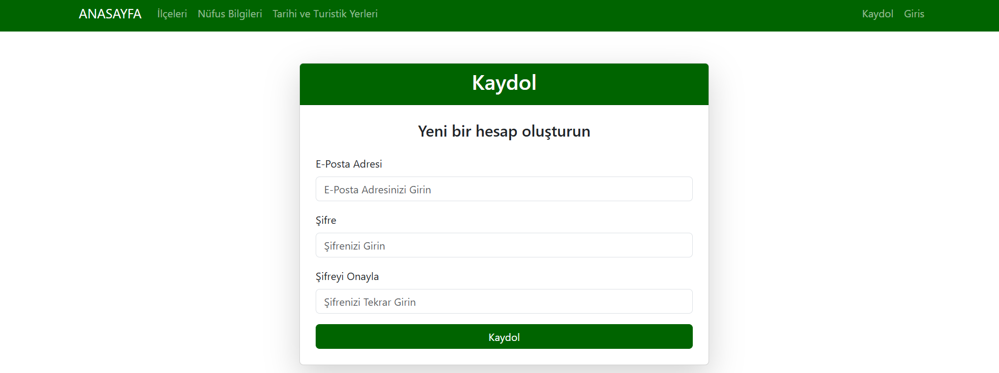 ANASAYFA İlçeleri Nüfus Bilgileri Tarihi ve Turistik Yerleri Kaydol Giris
Kaydol
Yeni bir hesap oluşturun
E-Posta Adresi
E-Posta Adresinizi Girin
Şifre
Şifrenizi Girin
Şifreyi Onayla
Şifrenizi Tekrar Girin
Kaydol